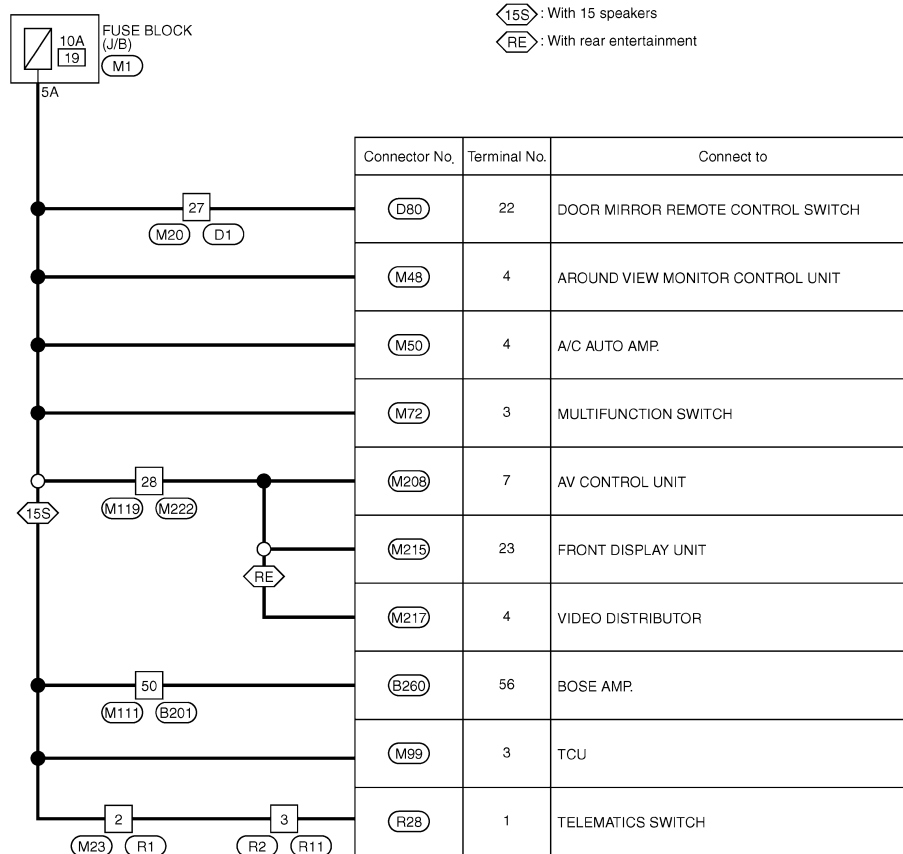 15S : With 15 speakers
RE : With rear entertainment
10A
19
FUSE BLOCK
(J/B)
M1
5A
Connector No. Terminal No. Connect to
27
M20 D1
D80 22 DOOR MIRROR REMOTE CONTROL SWITCH
M48 4 AROUND VIEW MONITOR CONTROL UNIT
M50 4 A/C AUTO AMP.
M72 3 MULTIFUNCTION SWITCH
28
15S
M119 M222
M208 7 AV CONTROL UNIT
M215 23 FRONT DISPLAY UNIT
RE
M217 4 VIDEO DISTRIBUTOR
50
M111 B201
B260 56 BOSE AMP.
M99 3 TCU
2
M23 R1
3
R2 R11
R28 1 TELEMATICS SWITCH